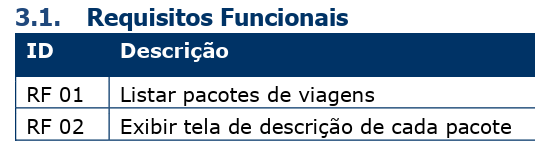 3.1. Requisitos Funcionais
ID Descrição
RF 01 Listar pacotes de viagens
RF 02 Exibir tela de descrição de cada pacote